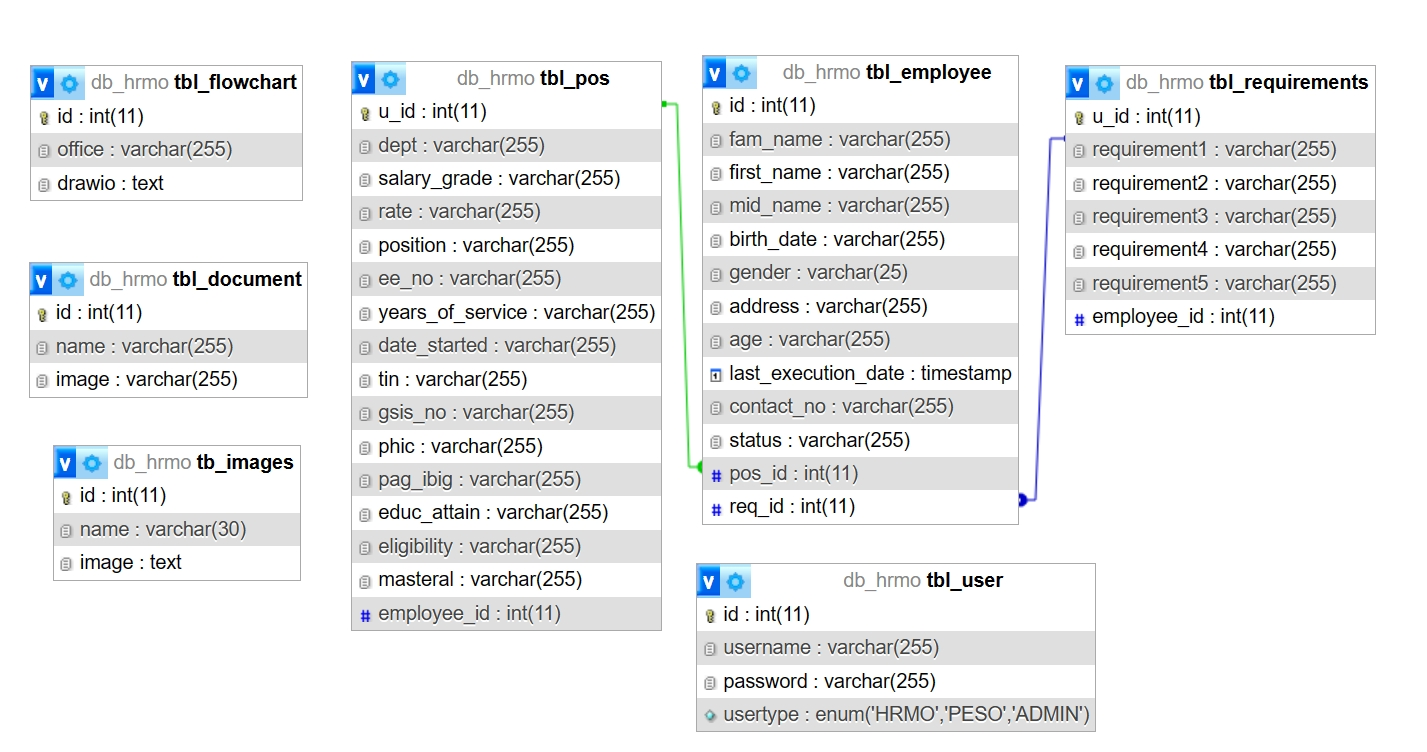 db_hrmo tbl_flowchart
id : int(11)
office : varchar(255)
drawio : text
db_hrmo tbl_document
id : int(11)
name : varchar(255)
image : varchar(255)
db_hrmo tb_images
id : int(11)
name : varchar(30)
image : text
db_hrmo tbl_pos
u_id : int(11)
dept : varchar(255)
salary_grade : varchar(255)
rate : varchar(255)
position : varchar(255)
ee_no : varchar(255)
years_of_service : varchar(255)
date_started : varchar(255)
tin : varchar(255)
gsis_no : varchar(255)
phic : varchar(255)
pag_ibig : varchar(255)
educ_attain : varchar(255)
eligibility : varchar(255)
masteral : varchar(255)
# employee_id : int(11)
db_hrmo tbl_employee
id : int(11)
fam_name : varchar(255)
first_name : varchar(255)
mid_name : varchar(255)
birth_date : varchar(255)
gender : varchar(25)
address : varchar(255)
age : varchar(255)
last_execution_date : timestamp
contact_no : varchar(255)
status : varchar(255)
# pos_id : int(11)
# req_id : int(11)
db_hrmo tbl_requirements
u_id : int(11)
requirement1 : varchar(255)
requirement2 : varchar(255)
requirement3 : varchar(255)
requirement4 : varchar(255)
requirement5 : varchar(255)
# employee_id : int(11)
db_hrmo tbl_user
id : int(11)
username : varchar(255)
password : varchar(255)
usertype : enum('HRMO','PESO','ADMIN')